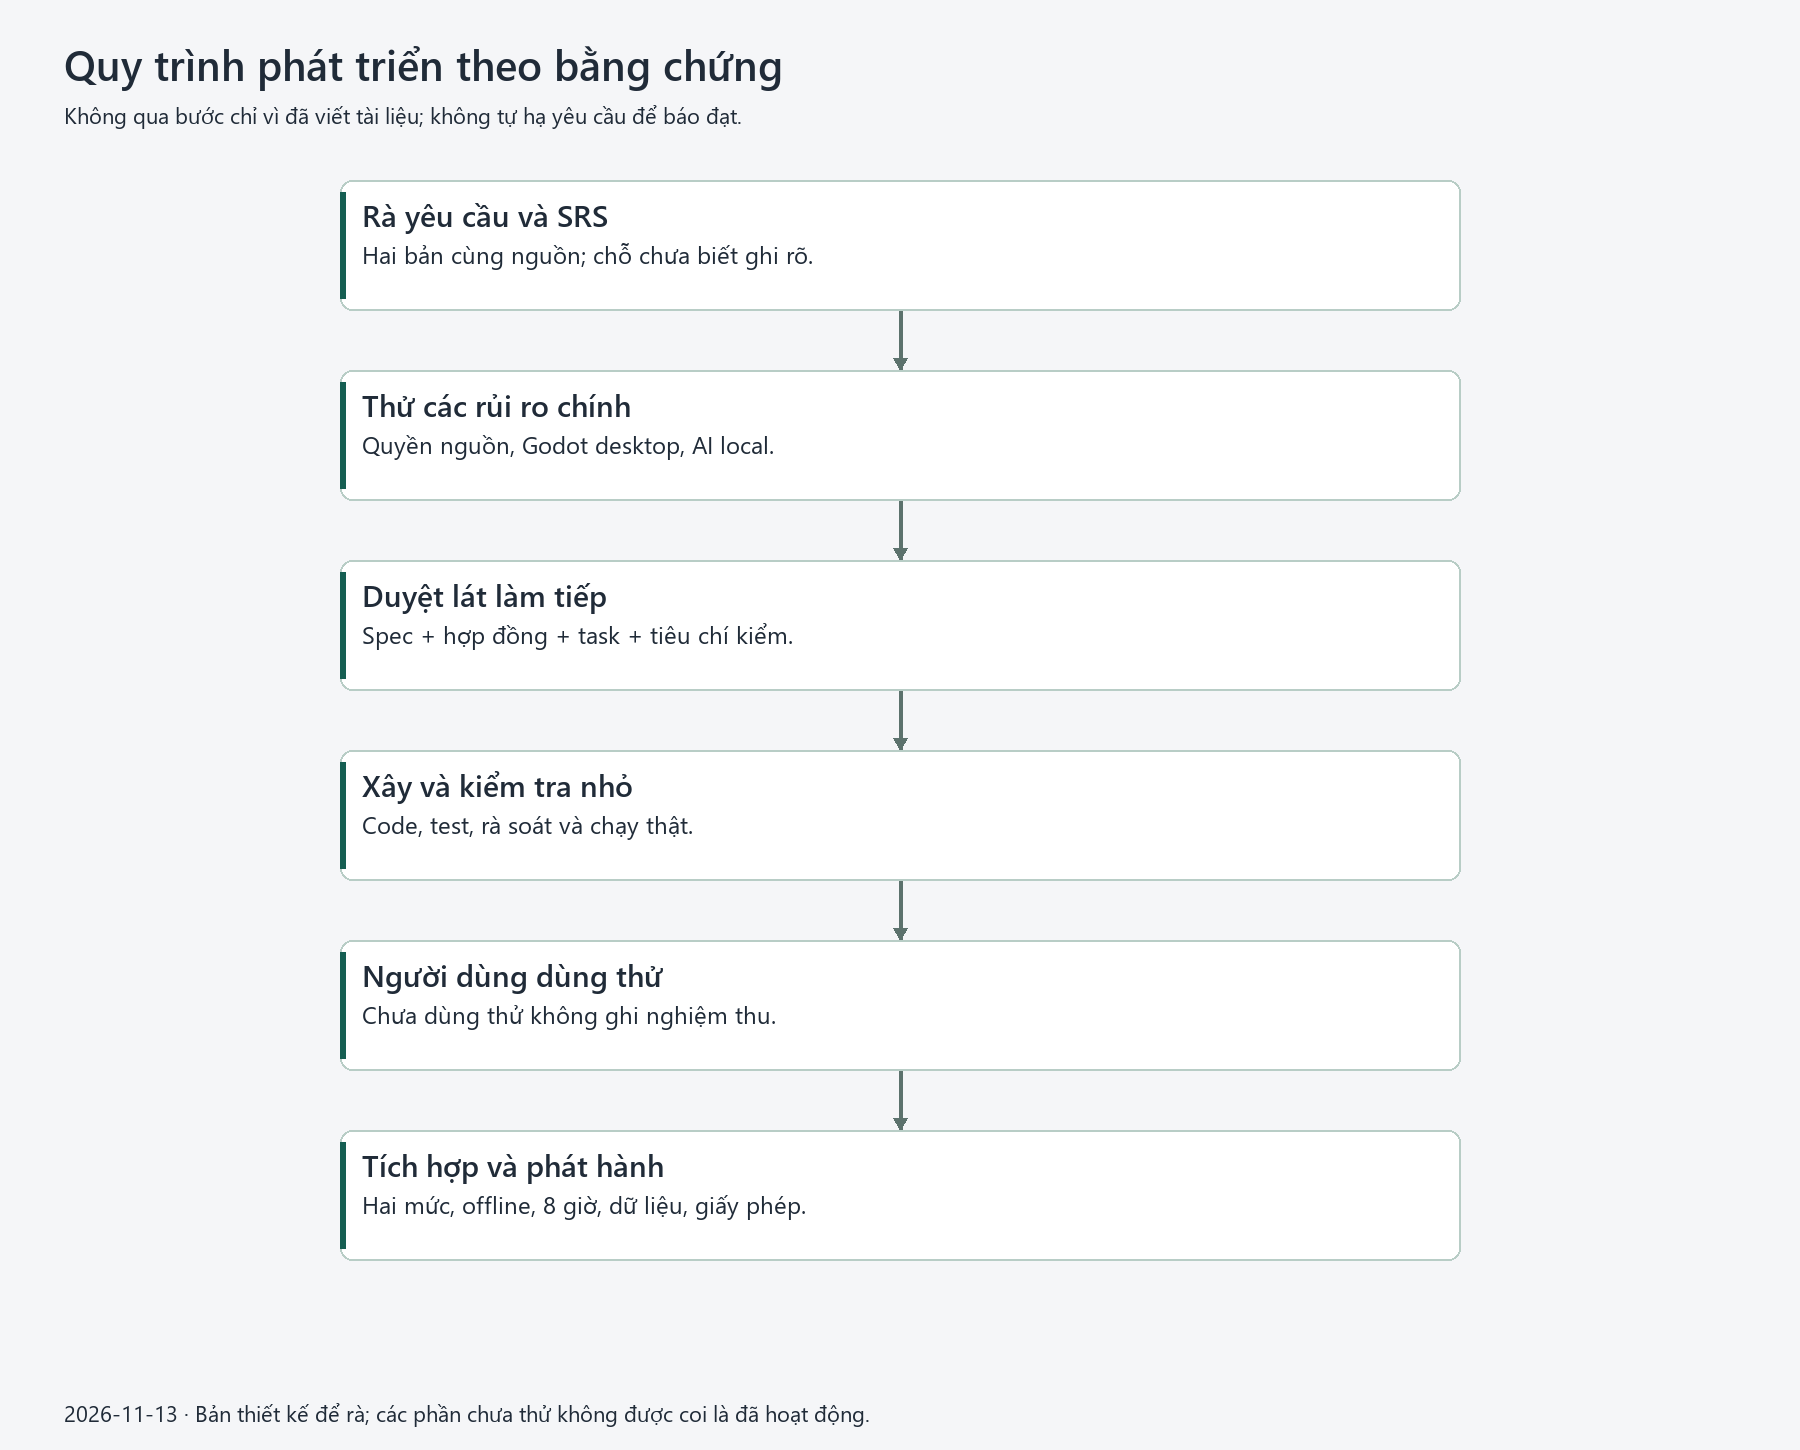 Quy trình phát triển theo bằng chứng
Không qua bước chỉ vì đã viết tài liệu; không tự hạ yêu cầu để báo đạt.
Rà yêu cầu và SRS
Hai bản cùng nguồn; chỗ chưa biết ghi rõ.
Thử các rủi ro chính
Quyền nguồn, Godot desktop, AI local.
Duyệt lát làm tiếp
Spec + hợp đồng + task + tiêu chí kiểm.
Xây và kiểm tra nhỏ
Code, test, rà soát và chạy thật.
Người dùng dùng thử
Chưa dùng thử không ghi nghiệm thu.
Tích hợp và phát hành
Hai mức, offline, 8 giờ, dữ liệu, giấy phép.
2026-11-13 · Bản thiết kế để rà; các phần chưa thử không được coi là đã hoạt động.